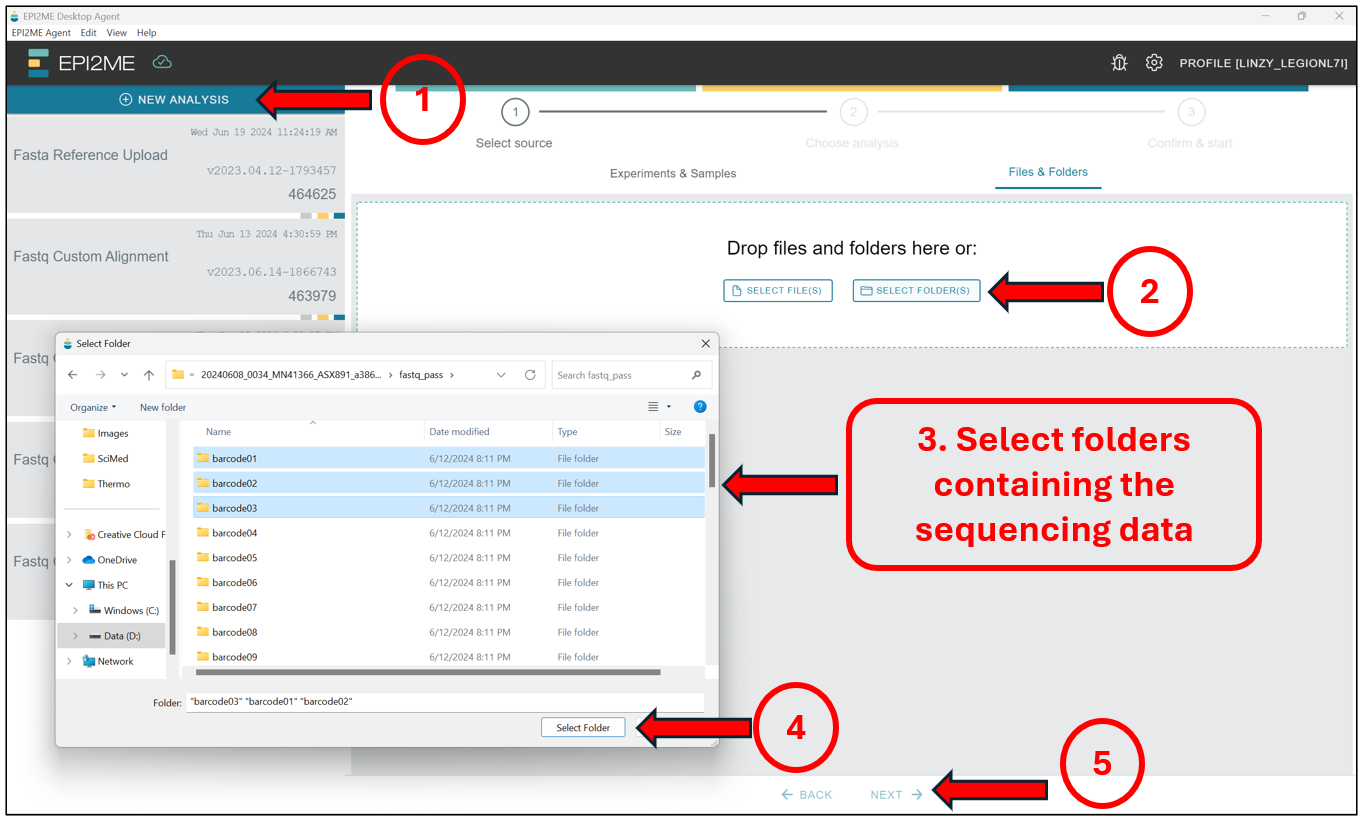 EPI2ME Desktop Agent
EPI2ME Agent Edit View Help
EPI2ME
PROFILE [LINZY_LEGIONL7I]
NEW ANALYSIS
1
1
2
3
Select source
Choose analysis
Confirm & start
Experiments & Samples
Files & Folders
Wed Jun 19 2024 11:24:19 AM
Fasta Reference Upload
v2023.04.12-1793457
464625
Thu Jun 13 2024 4:30:59 PM
Fastq Custom Alignment
v2023.06.14-1866743
463979
Fastq
Fastq
Fastq
Drop files and folders here or:
SELECT FILE(S)
SELECT FOLDER(S)
2
Select Folder
« 20240608_0034_MN41366_ASX891_a386... › fastq_pass ›
Search fastq_pass
Organize
New folder
?
Images
SciMed
Thermo
Creative Cloud F
OneDrive
This PC
Windows (C:)
Data (D:)
Network
Name Date modified Type Size
barcode01 6/12/2024 8:11 PM File folder
barcode02 6/12/2024 8:11 PM File folder
barcode03 6/12/2024 8:11 PM File folder
barcode04 6/12/2024 8:11 PM File folder
barcode05 6/12/2024 8:11 PM File folder
barcode06 6/12/2024 8:11 PM File folder
barcode07 6/12/2024 8:11 PM File folder
barcode08 6/12/2024 8:11 PM File folder
barcode09 6/12/2024 8:11 PM File folder
Folder: "barcode03" "barcode01" "barcode02"
Select Folder
3. Select folders
containing the
sequencing data
4
5
BACK
NEXT